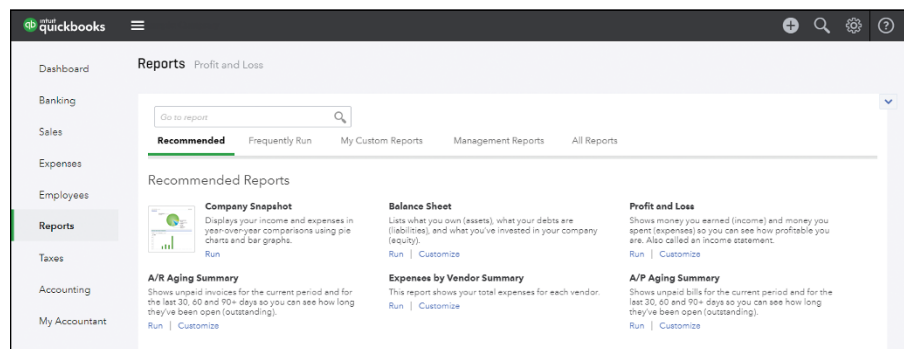 qb intuit quickbooks
Reports Profit and Loss
Dashboard
Banking
Sales
Expenses
Employees
Reports
Taxes
Accounting
My Accountant
Go to report
Recommended Frequently Run My Custom Reports Management Reports All Reports
Recommended Reports
Company Snapshot
Displays your income and expenses in
year-over-year comparisons using pie
charts and bar graphs.
Run
Balance Sheet
Lists what you own (assets), what your debts are
(liabilities), and what you've invested in your company
(equity).
Run | Customize
Profit and Loss
Shows money you earned (income) and money you
spent (expenses) so you can see how profitable you
are. Also called an income statement.
Run | Customize
A/R Aging Summary
Shows unpaid invoices for the current period and for
the last 30, 60 and 90+ days so you can see how long
they've been open (outstanding).
Run | Customize
Expenses by Vendor Summary
This report shows your total expenses for each vendor.
Run | Customize
A/P Aging Summary
Shows unpaid bills for the current period and for the
last 30, 60 and 90+ days so you can see how long
they've been open (outstanding).
Run | Customize